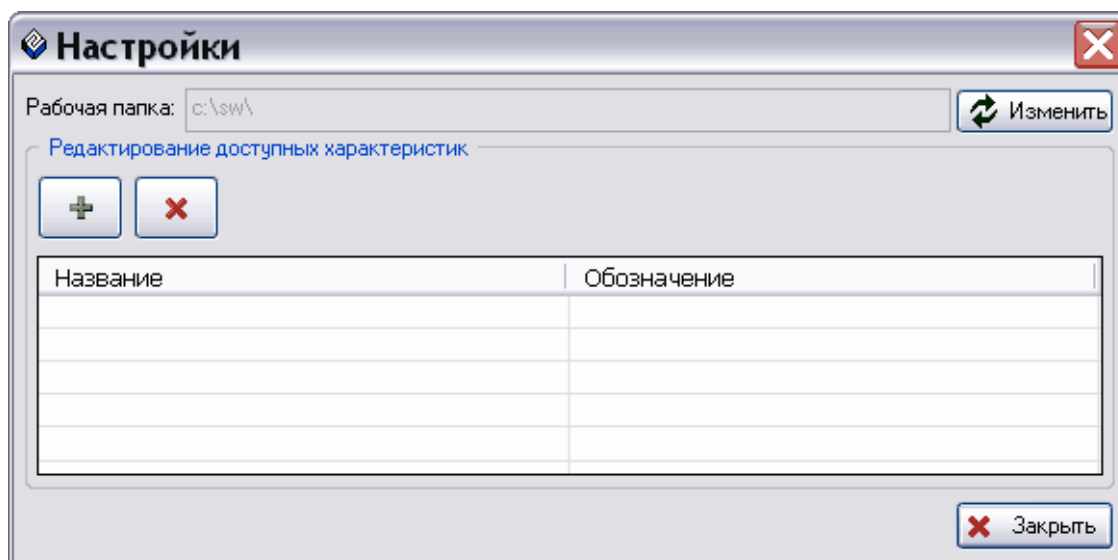 Настройки
Рабочая папка: c:\sw\ Изменить
Редактирование доступных характеристик
Название Обозначение
Закрыть